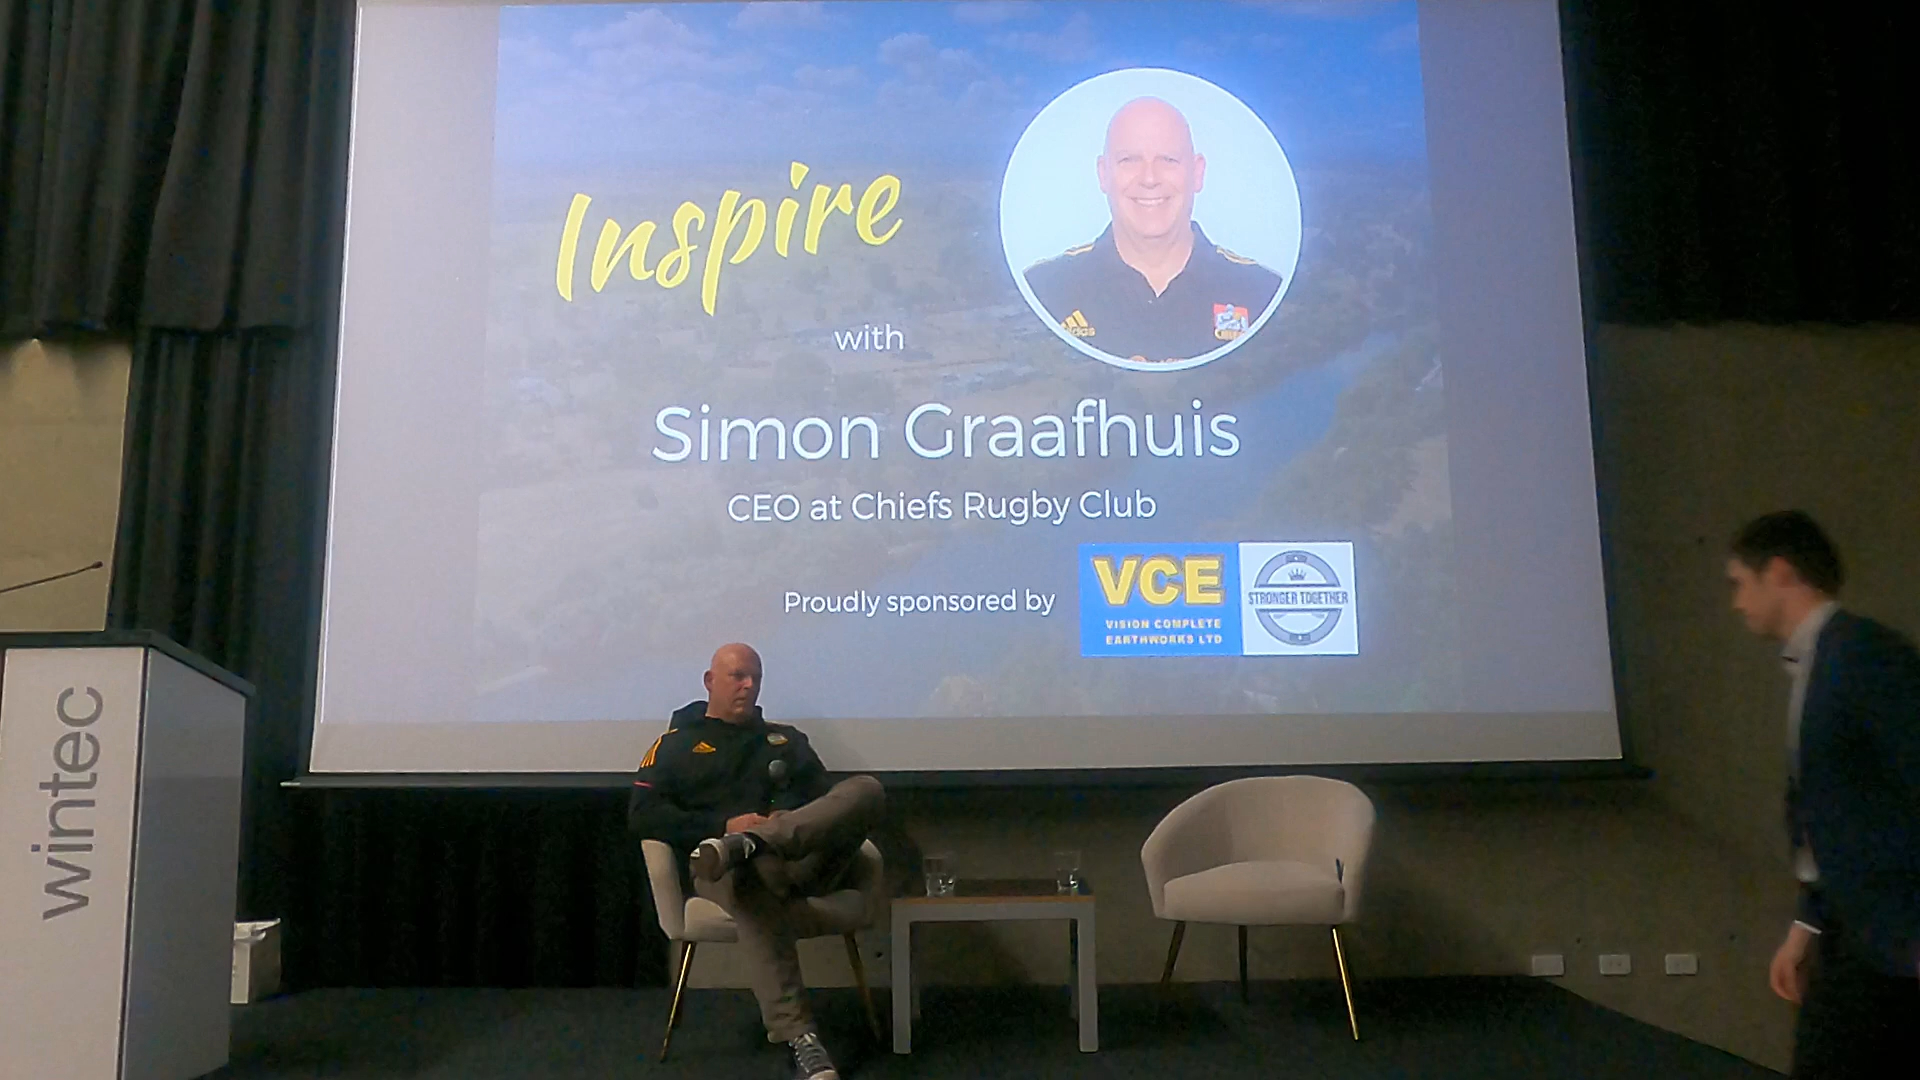 Inspire
with
Simon Graafhuis
CEO at Chiefs Rugby Club
Proudly sponsored by
VCE
VISION COMPLETE
EARTHWORKS LTD
STRONGER TOGETHER
adidas
wintec